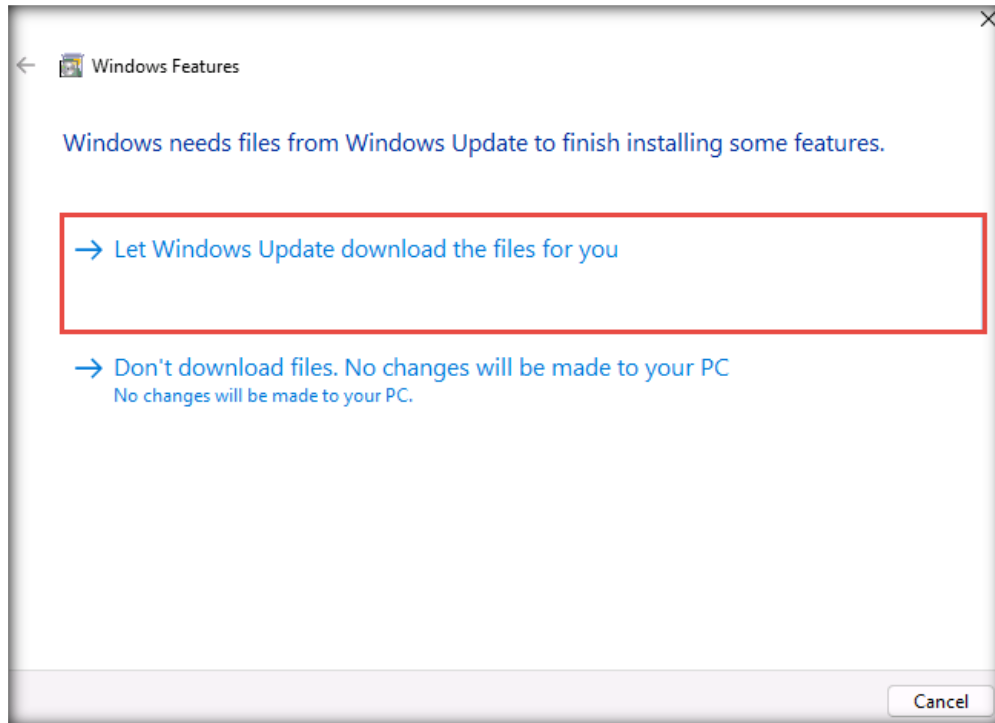 Windows Features
Windows needs files from Windows Update to finish installing some features.
Let Windows Update download the files for you
Don't download files. No changes will be made to your PC
No changes will be made to your PC.
Cancel